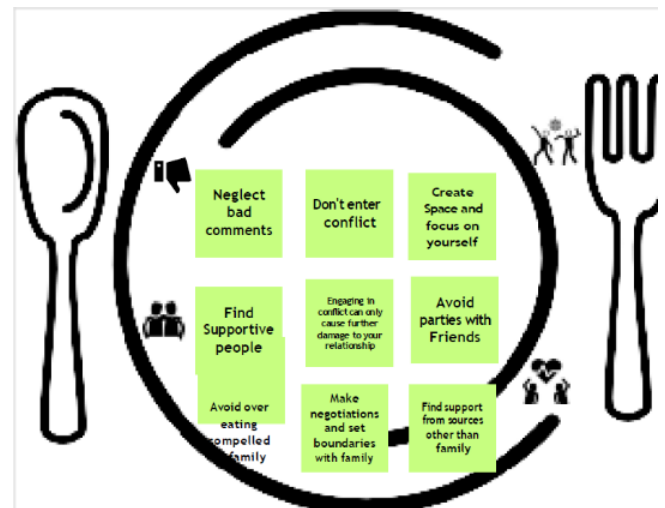 Neglect
bad
comments
Don't enter
conflict
Create
Space and
focus on
yourself
Find
Supportive
people
Engaging in
conflict can only
cause further
damage to your
relationship
Avoid
parties with
Friends
Avoid over
eating
compelled
family
Make
negotiations
and set
boundaries
with family
Find support
from sources
other than
family